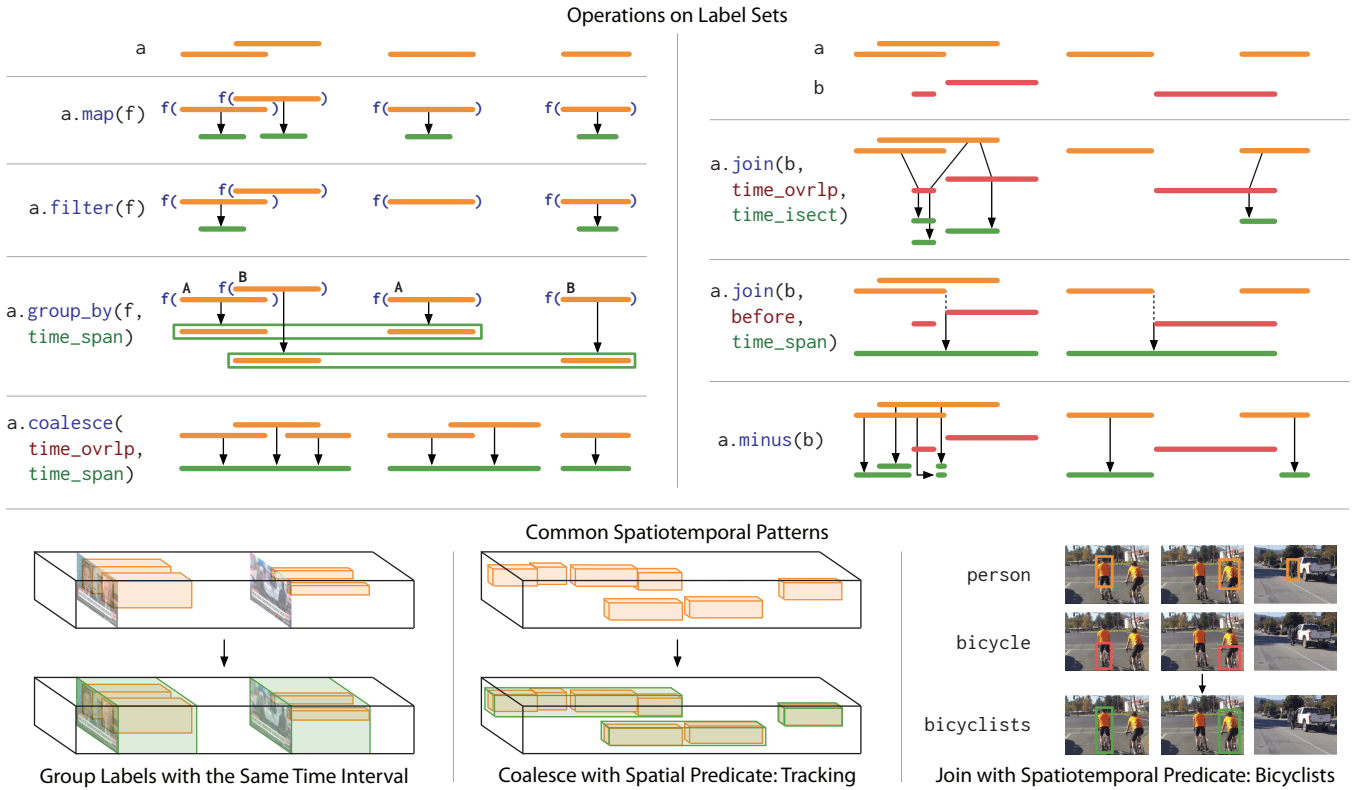 Operations on Label Sets
a
a.map(f)
f( )
f( )
f( )
f( )
a.filter(f)
f( )
f( )
f( )
f( )
a.group_by(f,
time_span)
A
f( )
B
f( )
A
f( )
B
f( )
a.coalesce(
time_ovrlp,
time_span)
a
b
a.join(b,
time_ovrlp,
time_isect)
a.join(b,
before,
time_span)
a.minus(b)
Common Spatiotemporal Patterns
Group Labels with the Same Time Interval
Coalesce with Spatial Predicate: Tracking
person
bicycle
bicyclists
Join with Spatiotemporal Predicate: Bicyclists